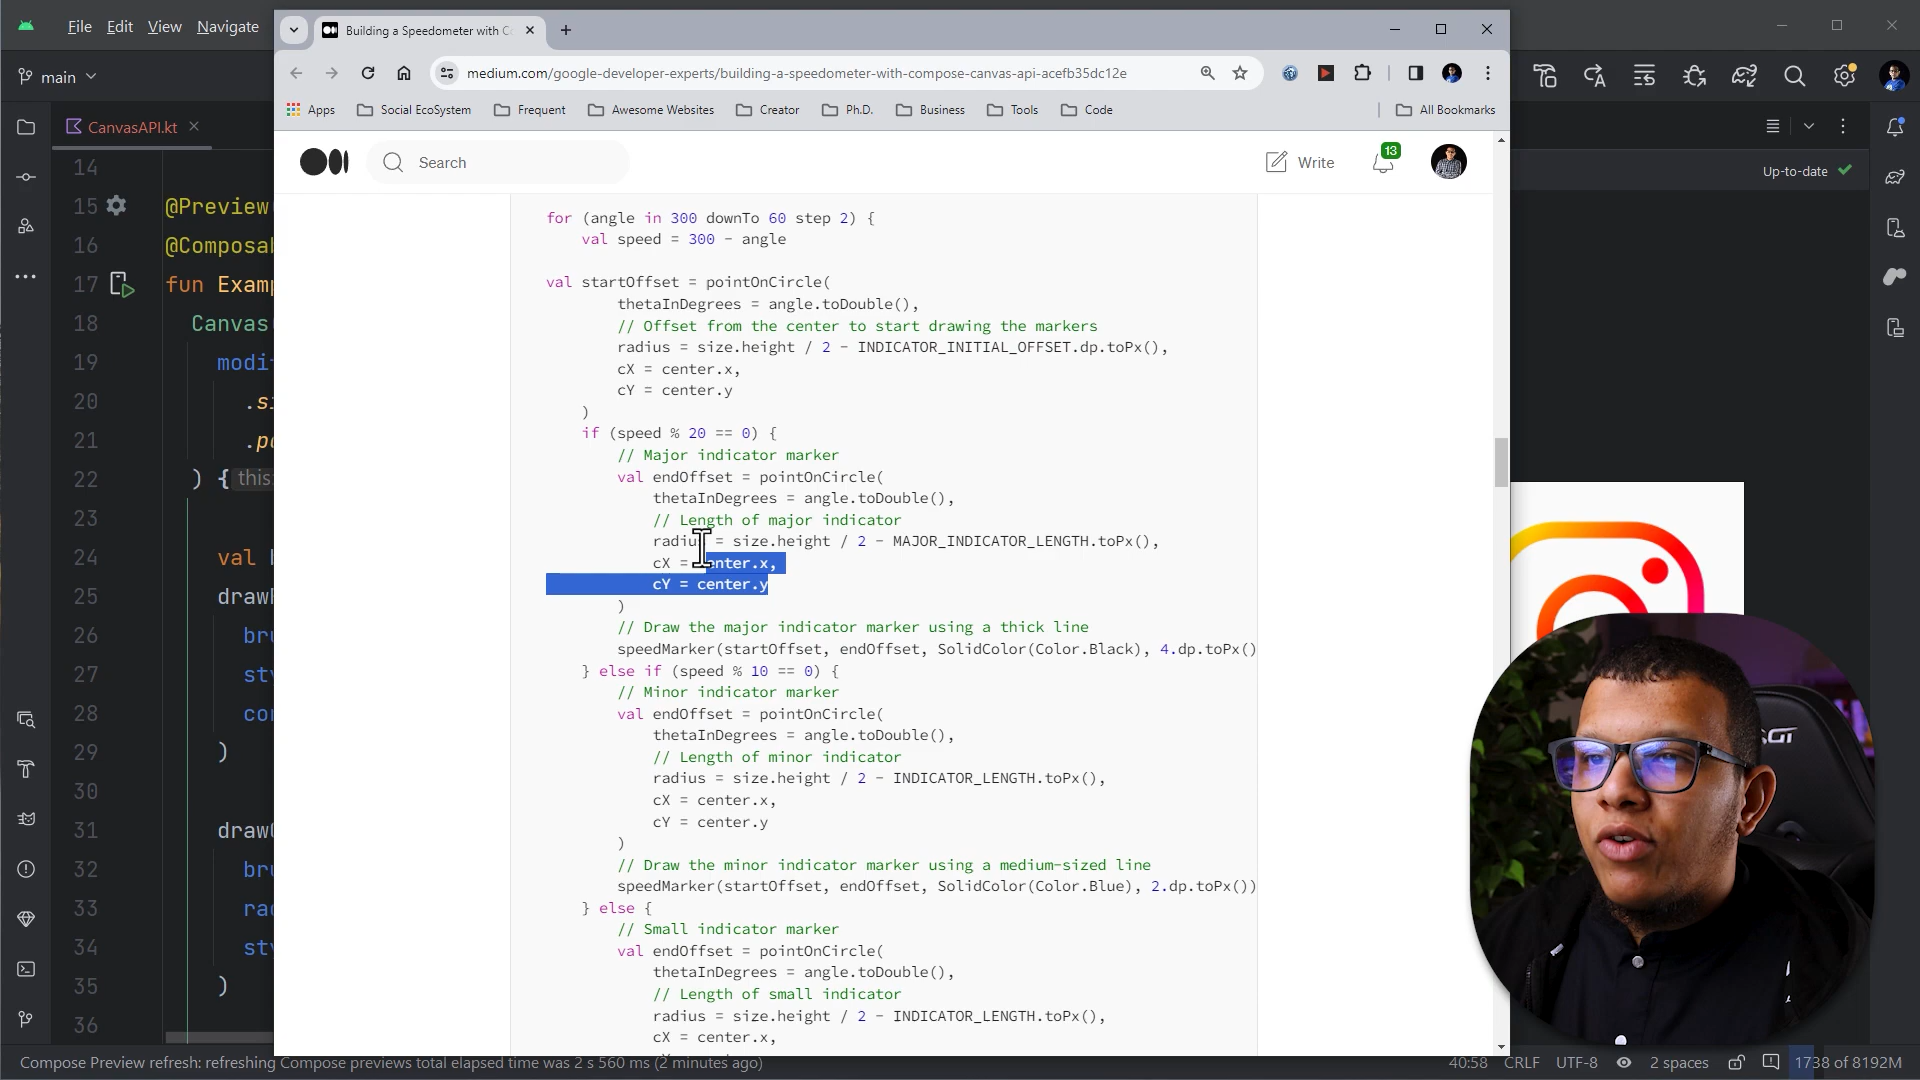 File Edit View Navigate
main
CanvasAPI.kt
Building a Speedometer with Co
medium.com/google-developer-experts/building-a-speedometer-with-compose-canvas-api-acefb35dc12e
Apps Social EcoSystem Frequent Awesome Websites Creator Ph.D. Business Tools Code All Bookmarks
Search
Write
13
Up-to-date
14
15 @Preview
16 @Composa
17 fun Examp
18 Canvas
19 modi
20 .si
21 .pa
22 ) { this:
23
24 val b
25 draw
26 bru
27 sty
28 cor
29 )
30
31 draw
32 bru
33 rad
34 sty
35 )
36
for (angle in 300 downTo 60 step 2) {
val speed = 300 - angle
val startOffset = pointOnCircle(
thetaInDegrees = angle.toDouble(),
// Offset from the center to start drawing the markers
radius = size.height / 2 - INDICATOR_INITIAL_OFFSET.dp.toPx(),
cX = center.x,
cY = center.y
)
if (speed % 20 == 0) {
// Major indicator marker
val endOffset = pointOnCircle(
thetaInDegrees = angle.toDouble(),
// Length of major indicator
radius = size.height / 2 - MAJOR_INDICATOR_LENGTH.toPx(),
cX = center.x,
cY = center.y
)
// Draw the major indicator marker using a thick line
speedMarker(startOffset, endOffset, SolidColor(Color.Black), 4.dp.toPx()
} else if (speed % 10 == 0) {
// Minor indicator marker
val endOffset = pointOnCircle(
thetaInDegrees = angle.toDouble(),
// Length of minor indicator
radius = size.height / 2 - INDICATOR_LENGTH.toPx(),
cX = center.x,
cY = center.y
)
// Draw the minor indicator marker using a medium-sized line
speedMarker(startOffset, endOffset, SolidColor(Color.Blue), 2.dp.toPx())
} else {
// Small indicator marker
val endOffset = pointOnCircle(
thetaInDegrees = angle.toDouble(),
// Length of small indicator
radius = size.height / 2 - INDICATOR_LENGTH.toPx(),
cX = center.x,
GT
Compose Preview refresh: refreshing Compose previews total elapsed time was 2 s 560 ms (2 minutes ago)
40:58 CRLF UTF-8 2 spaces 1738 of 8192M